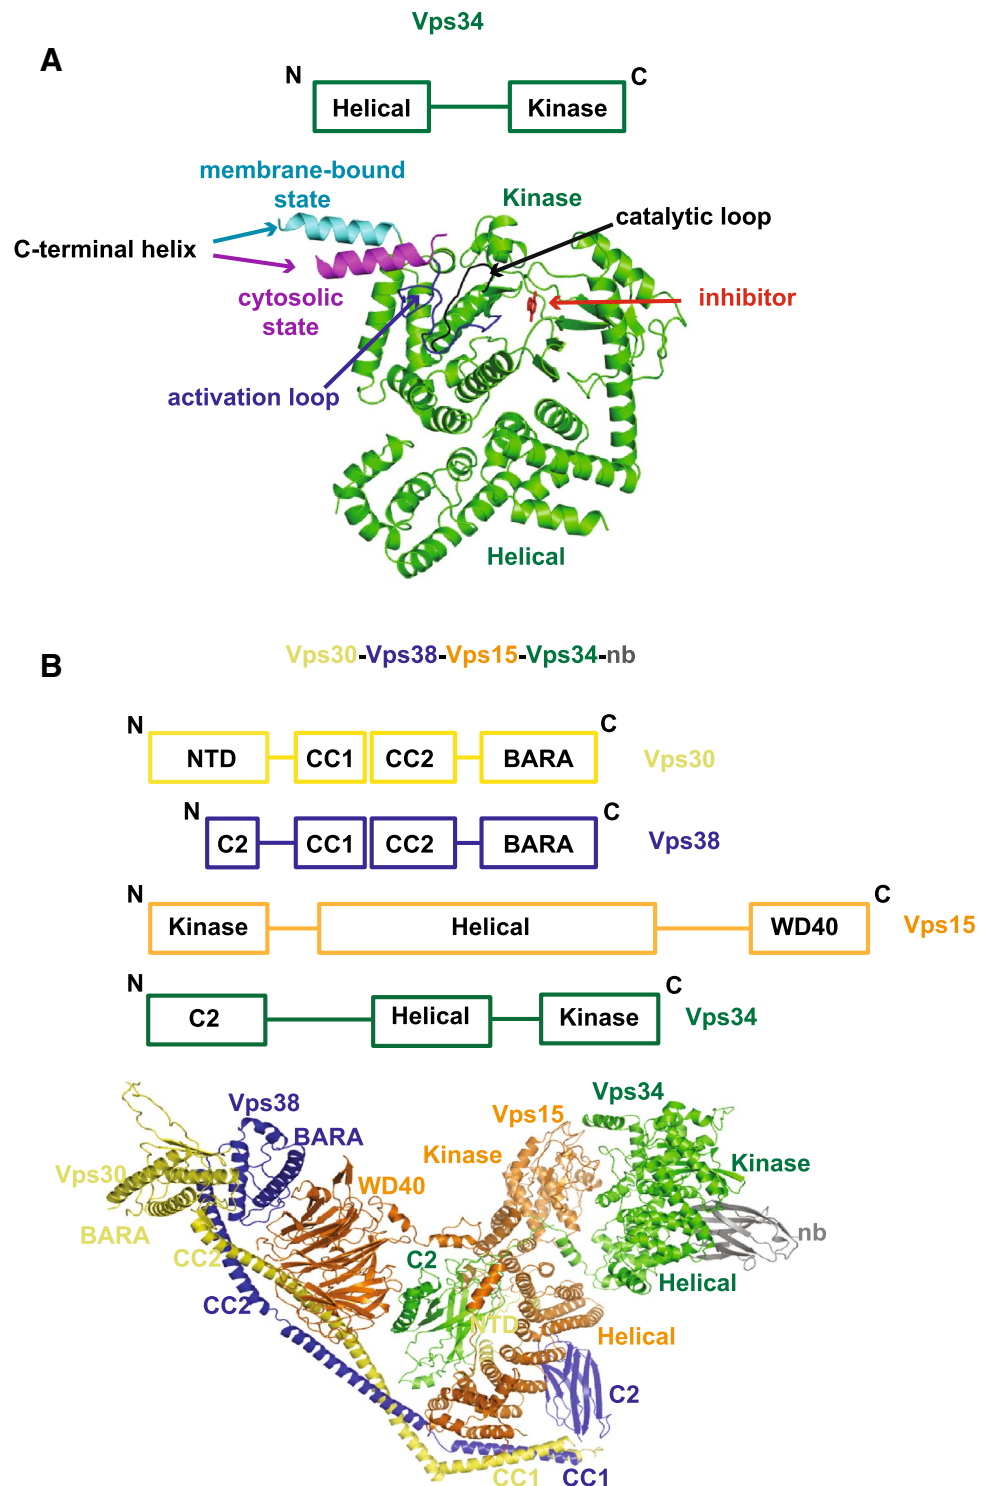 Vps34
A
N
C
Helical
Kinase
membrane-bound
state
Kinase
catalytic loop
C-terminal helix
cytosolic
state
inhibitor
activation loop
Helical
B
Vps30-Vps38-Vps15-Vps34-nb
N
C
NTD
CC1
CC2
BARA
Vps30
N
C
C2
CC1
CC2
BARA
Vps38
N
C
Kinase
Helical
WD40
Vps15
N
C
C2
Helical
Kinase
Vps34
Vps34
Vps38
Vps15
BARA
Kinase
Kinase
Vps30
WD40
BARA
nb
CC2
C2
Helical
CC2
NTD
Helical
C2
CC1
CC1